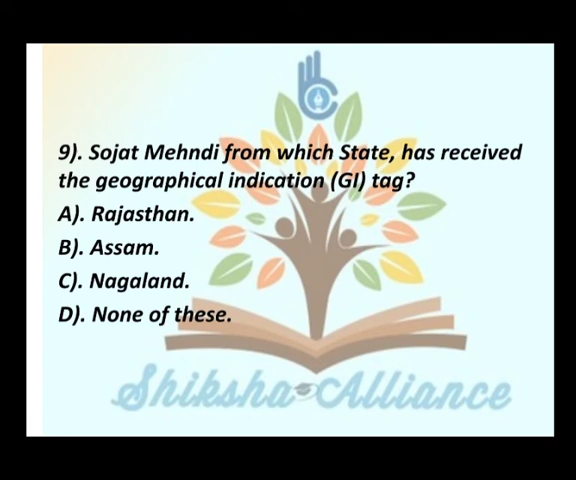 9). Sojat Mehndi from which State, has received
the geographical indication (GI) tag?
A). Rajasthan.
B). Assam.
C). Nagaland.
D). None of these.
Shiksha Alliance